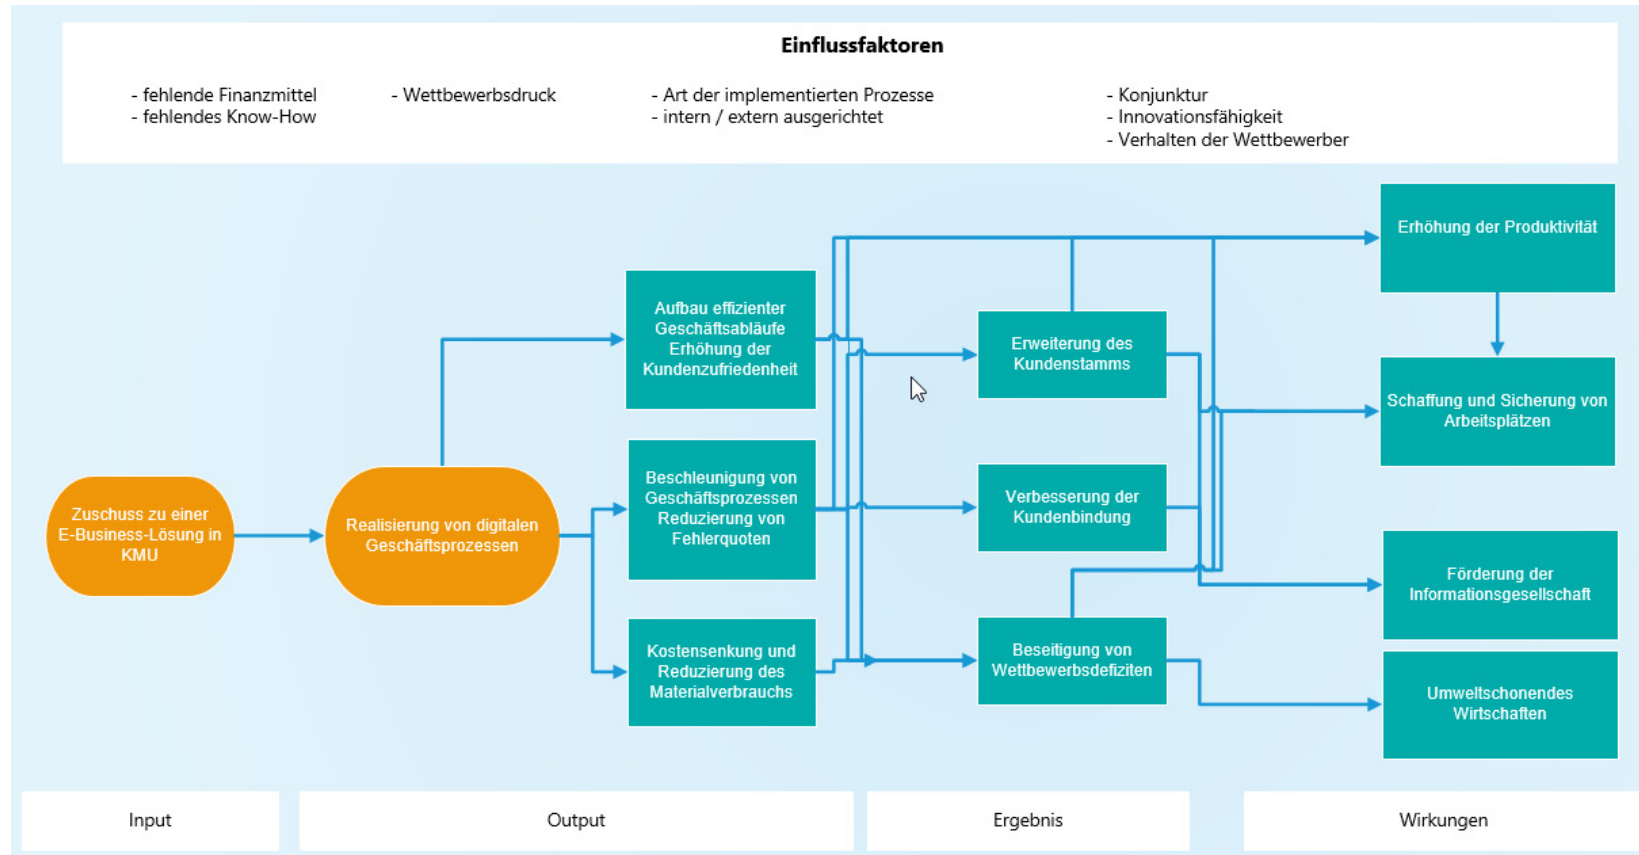 Einflussfaktoren
- fehlende Finanzmittel
- fehlendes Know-How
- Wettbewerbsdruck
- Art der implementierten Prozesse
- intern / extern ausgerichtet
- Konjunktur
- Innovationsfähigkeit
- Verhalten der Wettbewerber
Zuschuss zu einer
E-Business-Lösung in
KMU
Realisierung von digitalen
Geschäftsprozessen
Aufbau effizienter
Geschäftsabläufe
Erhöhung der
Kundenzufriedenheit
Beschleunigung von
Geschäftsprozessen
Reduzierung von
Fehlerquoten
Kostensenkung und
Reduzierung des
Materialverbrauchs
Erweiterung des
Kundenstamms
Verbesserung der
Kundenbindung
Beseitigung von
Wettbewerbsdefiziten
Erhöhung der Produktivität
Schaffung und Sicherung von
Arbeitsplätzen
Förderung der
Informationsgesellschaft
Umweltschonendes
Wirtschaften
Input
Output
Ergebnis
Wirkungen